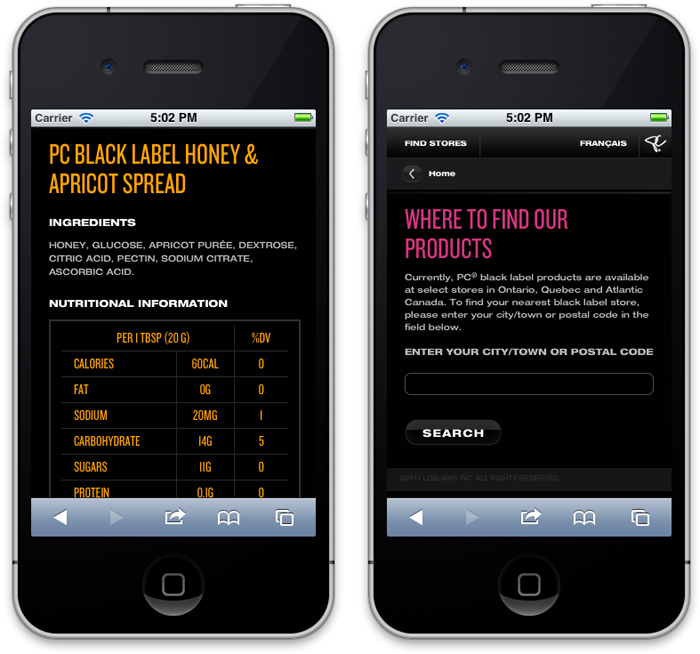 Carrier 5:02 PM
PC BLACK LABEL HONEY &
APRICOT SPREAD
INGREDIENTS
HONEY, GLUCOSE, APRICOT PURÉE, DEXTROSE,
CITRIC ACID, PECTIN, SODIUM CITRATE,
ASCORBIC ACID.
NUTRITIONAL INFORMATION
PER 1 TBSP (20 G) %DV
CALORIES 60CAL 0
FAT 0G 0
SODIUM 20MG 1
CARBOHYDRATE 14G 5
SUGARS 11G 0
PROTEIN 0.1G 0
Carrier 5:02 PM
FIND STORES FRANÇAIS
Home
WHERE TO FIND OUR
PRODUCTS
Currently, PC® black label products are available
at select stores in Ontario, Quebec and Atlantic
Canada. To find your nearest black label store,
please enter your city/town or postal code in the
field below.
ENTER YOUR CITY/TOWN OR POSTAL CODE
SEARCH
©2011 LOBLAWS INC. ALL RIGHTS RESERVED.